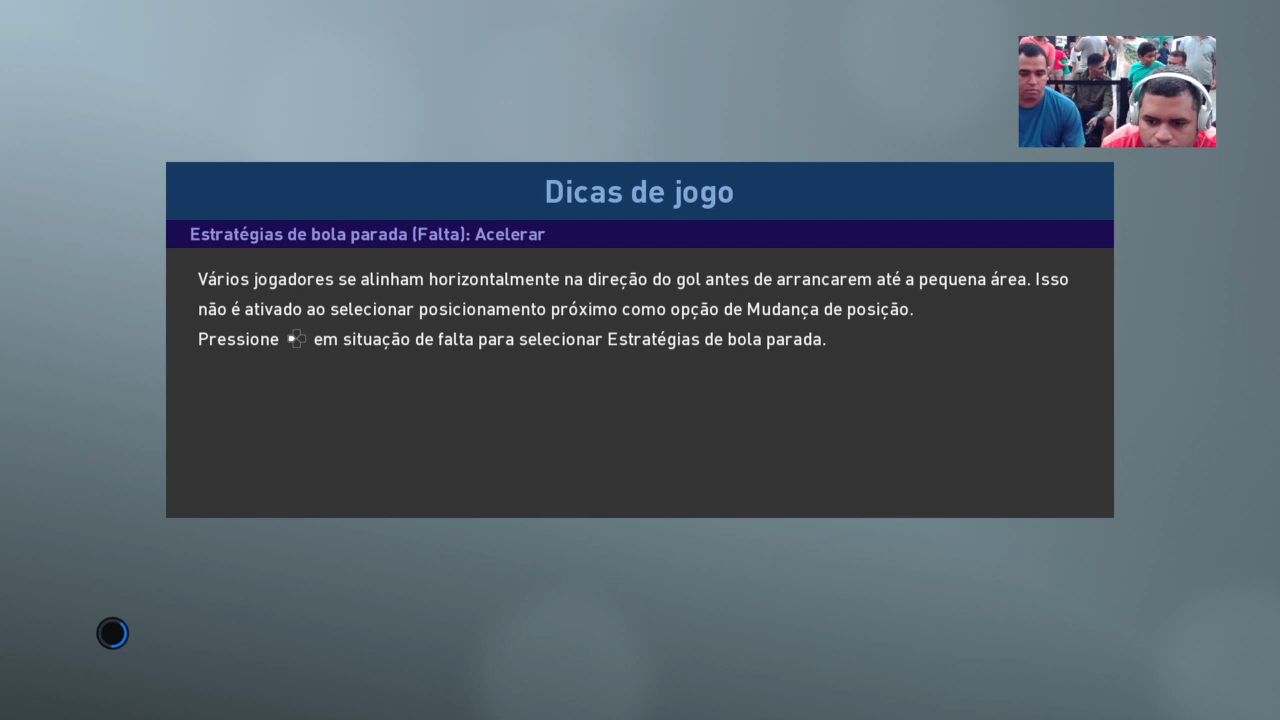 Dicas de jogo
Estratégias de bola parada (Falta): Acelerar
Vários jogadores se alinham horizontalmente na direção do gol antes de arrancarem até a pequena área. Isso
não é ativado ao selecionar posicionamento próximo como opção de Mudança de posição.
Pressione em situação de falta para selecionar Estratégias de bola parada.